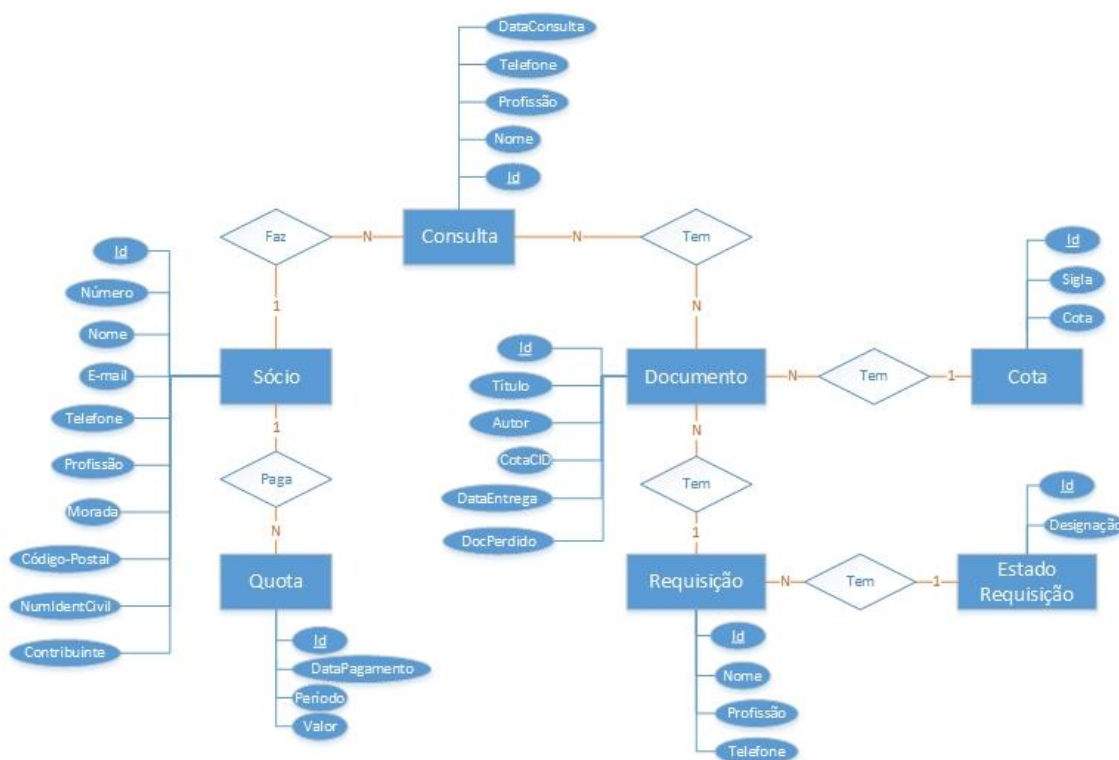 DataConsulta
Telefone
Profissão
Nome
Id
Faz
N
Consulta
N
Tem
1
N
Id
Número
Nome
E-mail
Telefone
Profissão
Morada
Código-Postal
NumIdentCivil
Contribuinte
Sócio
1
Paga
N
Quota
Id
DataPagamento
Período
Valor
Id
Título
Autor
CotaCID
DataEntrega
DocPerdido
Documento
N
Tem
1
Cota
Id
Sigla
Cota
N
Tem
1
Requisição
N
Tem
1
Estado
Requisição
Id
Designação
Id
Nome
Profissão
Telefone